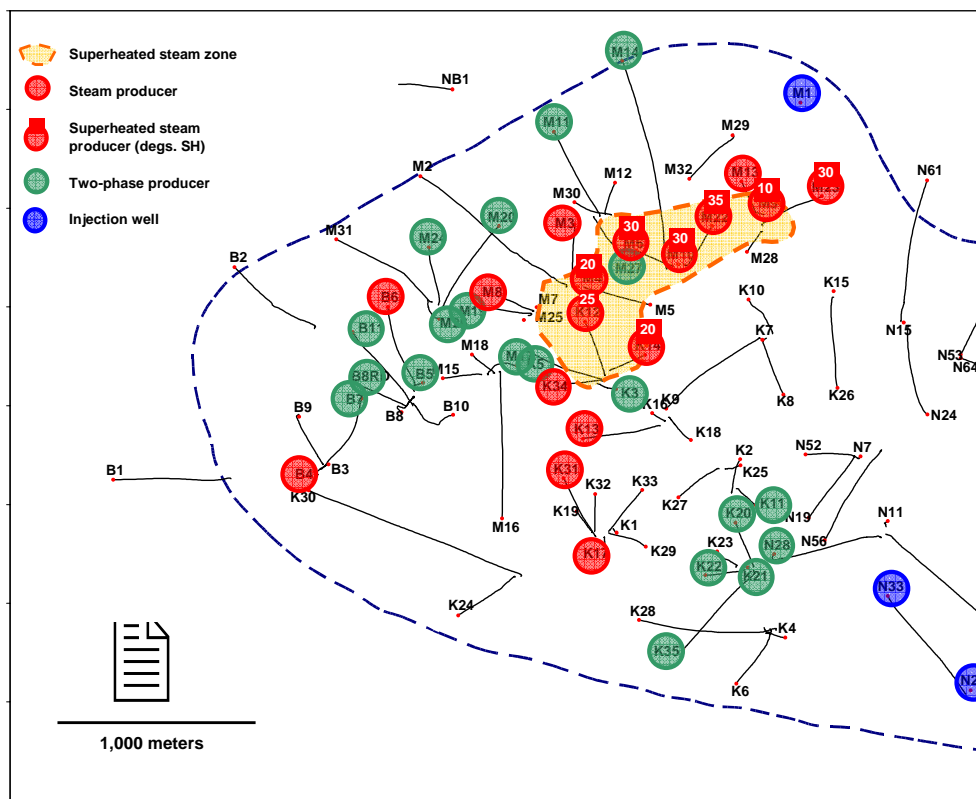 Superheated steam zone
Steam producer
Superheated steam
producer (degs. SH)
Two-phase producer
Injection well
NB1
M14
M1
M11
M29
M2
M12
M32
M13
30
N61
M30
10
M20
M3
35
M31
M24
30
30
M28
B2
M27
20
K15
B6
M8
M7
25
M5
K10
M25
B11
K7
N15
M18
20
N53
N64
B8RD
B5
M15
K5
K34
K3
K26
B7
K8
K9
K16
B9
B8
B10
N24
K13
K18
B1
B4
B3
K31
K2
K25
N52
N7
K30
K32
K33
K27
K11
K19
K20
N19
N11
M16
K1
K17
K29
K23
N28
N56
K22
K21
N33
K24
K28
K4
K35
K6
N2
1,000 meters